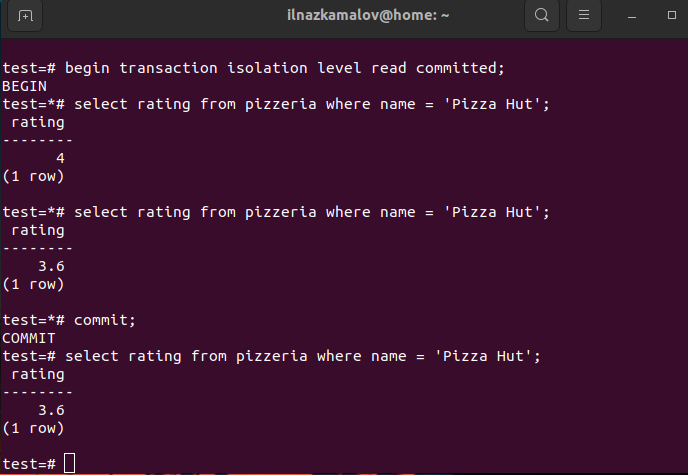 ilnazkamalov@home: ~
test=# begin transaction isolation level read committed;
BEGIN
test=*# select rating from pizzeria where name = 'Pizza Hut';
 rating
--------
      4
(1 row)
test=*# select rating from pizzeria where name = 'Pizza Hut';
 rating
--------
    3.6
(1 row)
test=*# commit;
COMMIT
test=# select rating from pizzeria where name = 'Pizza Hut';
 rating
--------
    3.6
(1 row)
test=#